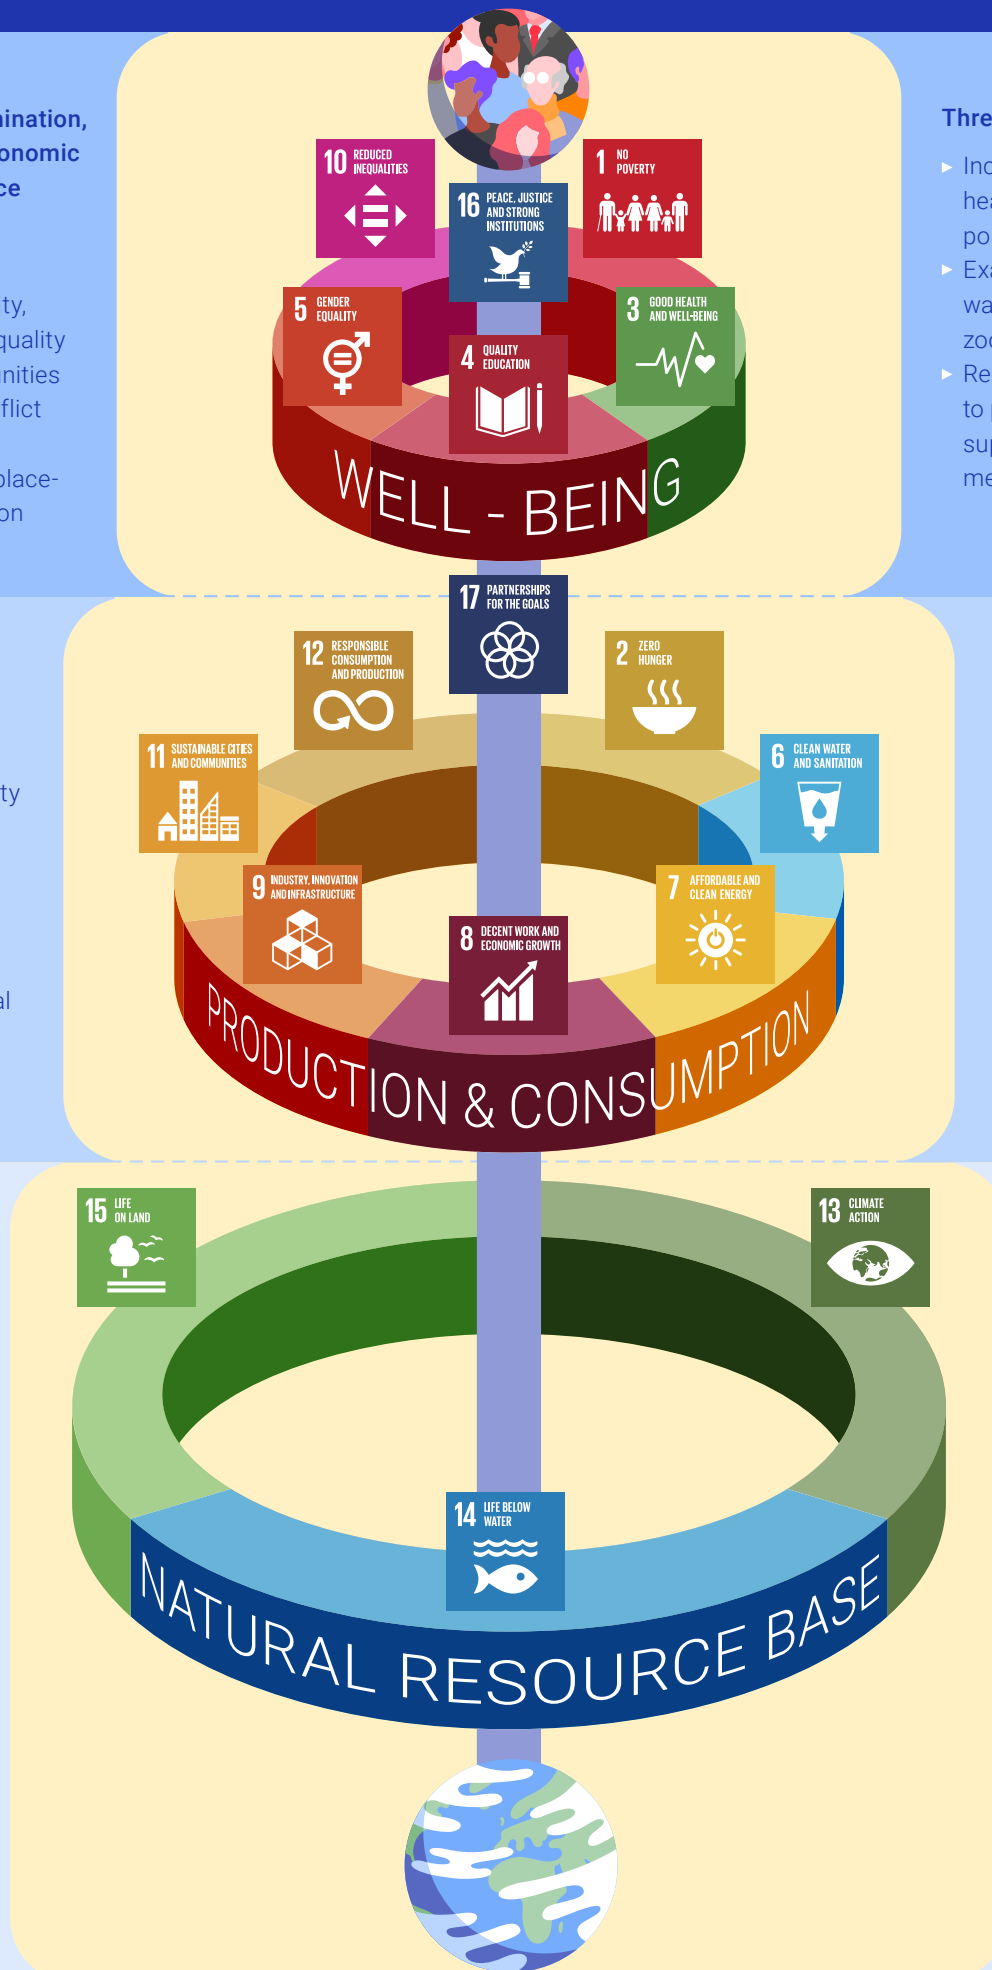 mination,
onomic
ce
ty,
quality
unities
flict
place-
on
10 REDUCED
INEQUALITIES
1 NO
POVERTY
16 PEACE, JUSTICE
AND STRONG
INSTITUTIONS
5 GENDER
EQUALITY
3 GOOD HEALTH
AND WELL-BEING
4 QUALITY
EDUCATION
WELL - BEING
Thre
▸ Inc
hea
po
▸ Exa
wa
zoo
▸ Re
to p
sup
me
17 PARTNERSHIPS
FOR THE GOALS
12 RESPONSIBLE
CONSUMPTION
AND PRODUCTION
2 ZERO
HUNGER
11 SUSTAINABLE CITIES
AND COMMUNITIES
6 CLEAN WATER
AND SANITATION
ty
9 INDUSTRY, INNOVATION
AND INFRASTRUCTURE
7 AFFORDABLE AND
CLEAN ENERGY
8 DECENT WORK AND
ECONOMIC GROWTH
al
PRODUCTION & CONSUMPTION
15 LIFE
ON LAND
13 CLIMATE
ACTION
14 LIFE BELOW
WATER
NATURAL RESOURCE BASE